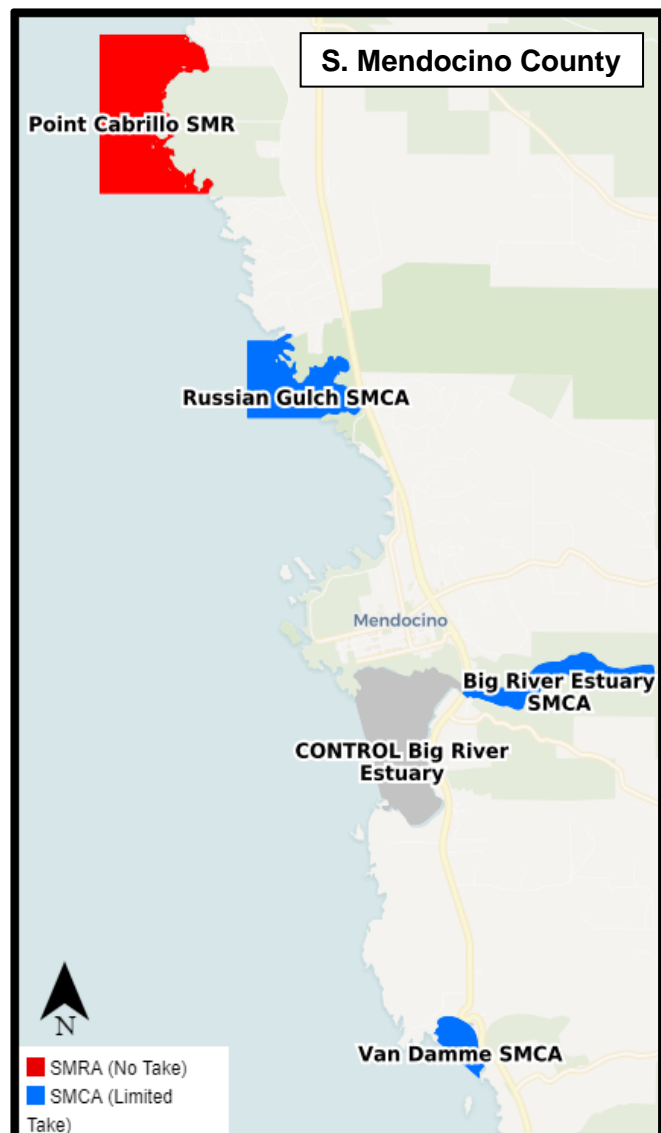 S. Mendocino County
Point Cabrillo SMR
Russian Gulch SMCA
Mendocino
Big River Estuary
SMCA
CONTROL Big River
Estuary
Van Damme SMCA
N
SMRA (No Take)
SMCA (Limited
Take)